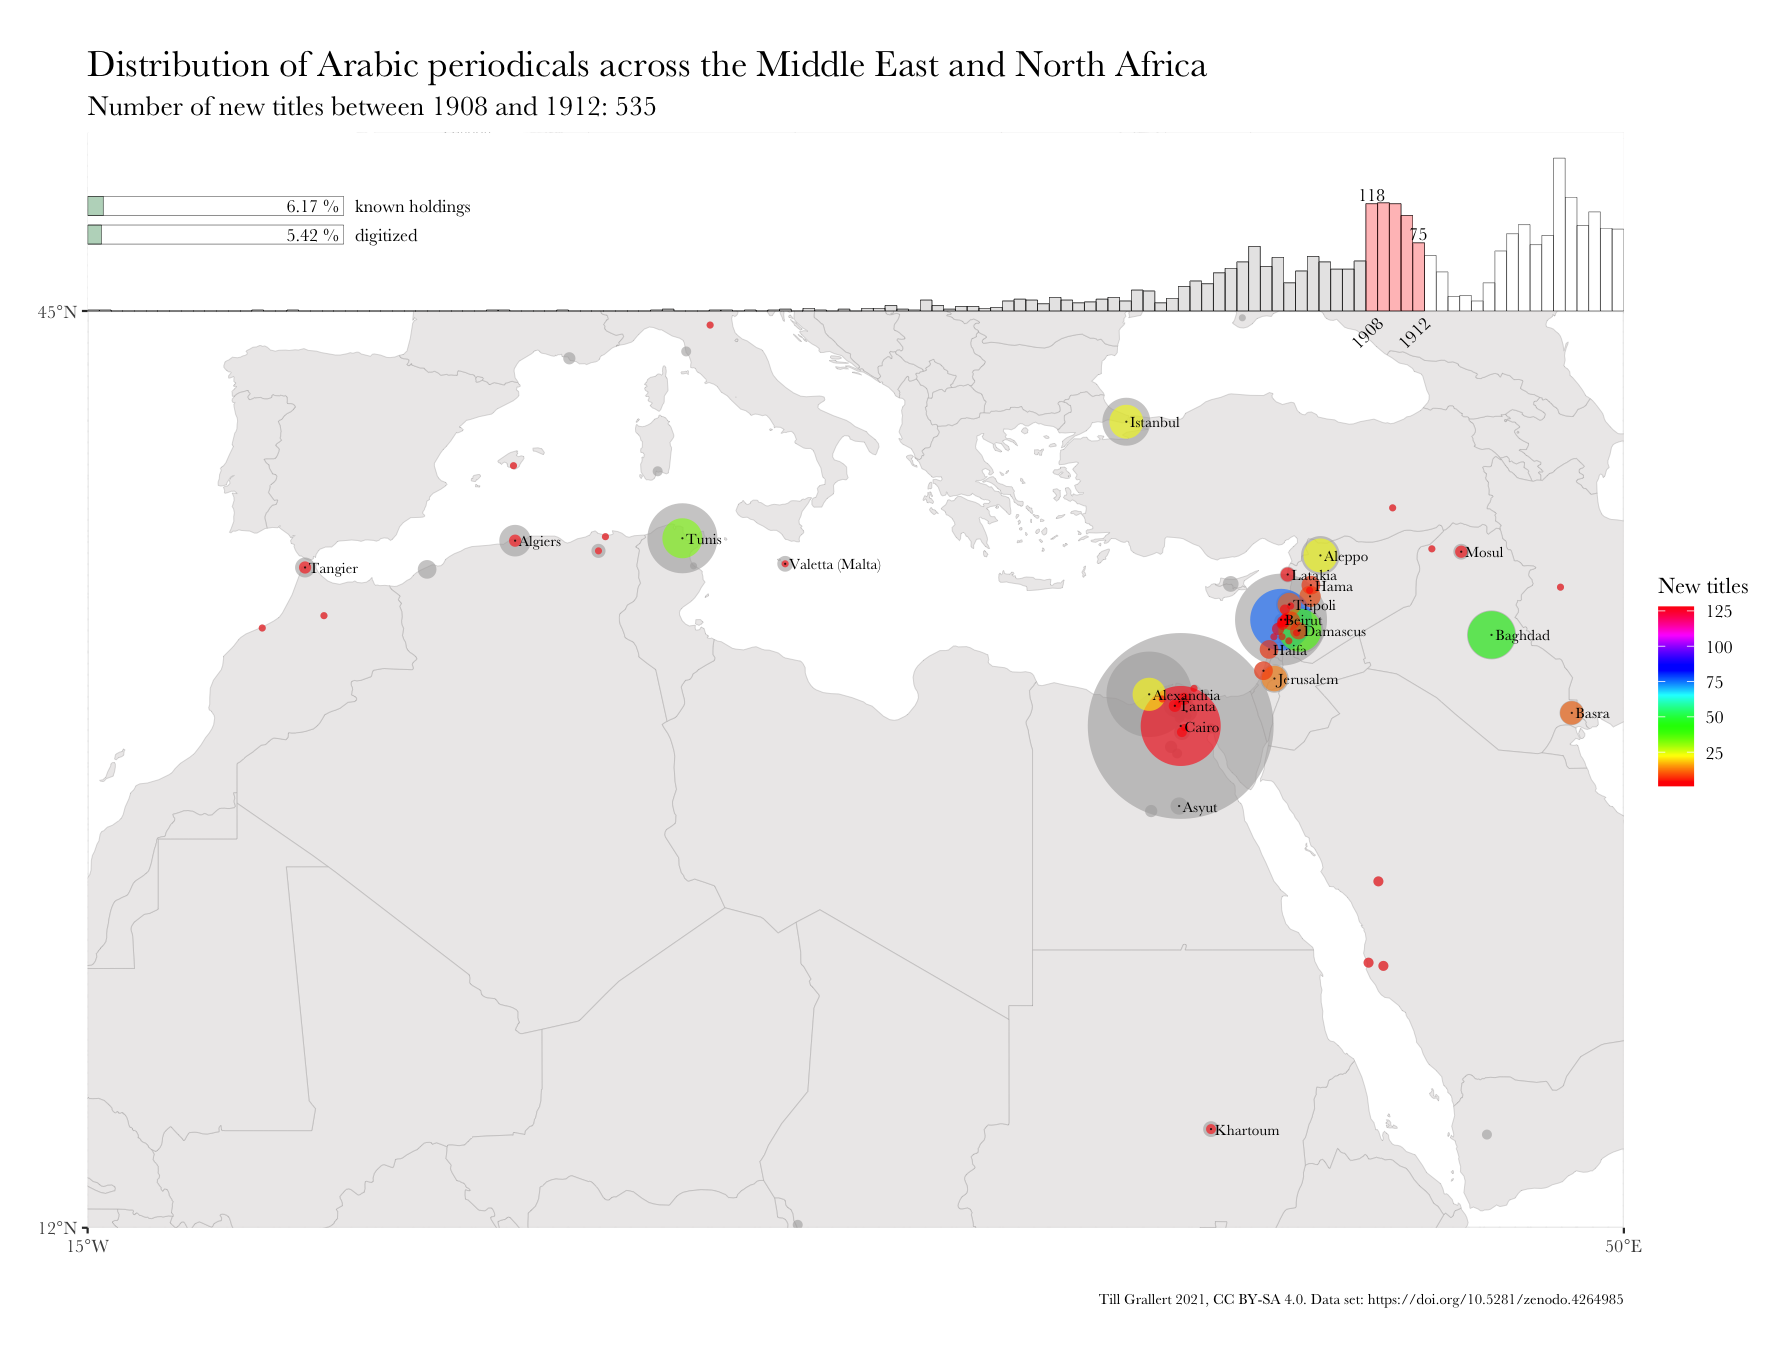 Distribution of Arabic periodicals across the Middle East and North Africa
Number of new titles between 1908 and 1912: 535
118
6.17 % known holdings
5.42 % digitized
75
45°N
1908
1912
Istanbul
Tunis
Algiers
Mosul
Aleppo
Valetta (Malta)
Tangier
Latakia
Hama
New titles
Tripoli
125
Beirut
Damascus
Baghdad
100
Haifa
Jerusalem
75
Alexandria
Tanta
Basra
50
Cairo
25
Asyut
Khartoum
12°N
15°W
50°E
Till Grallert 2021, CC BY-SA 4.0. Data set: https://doi.org/10.5281/zenodo.4264985